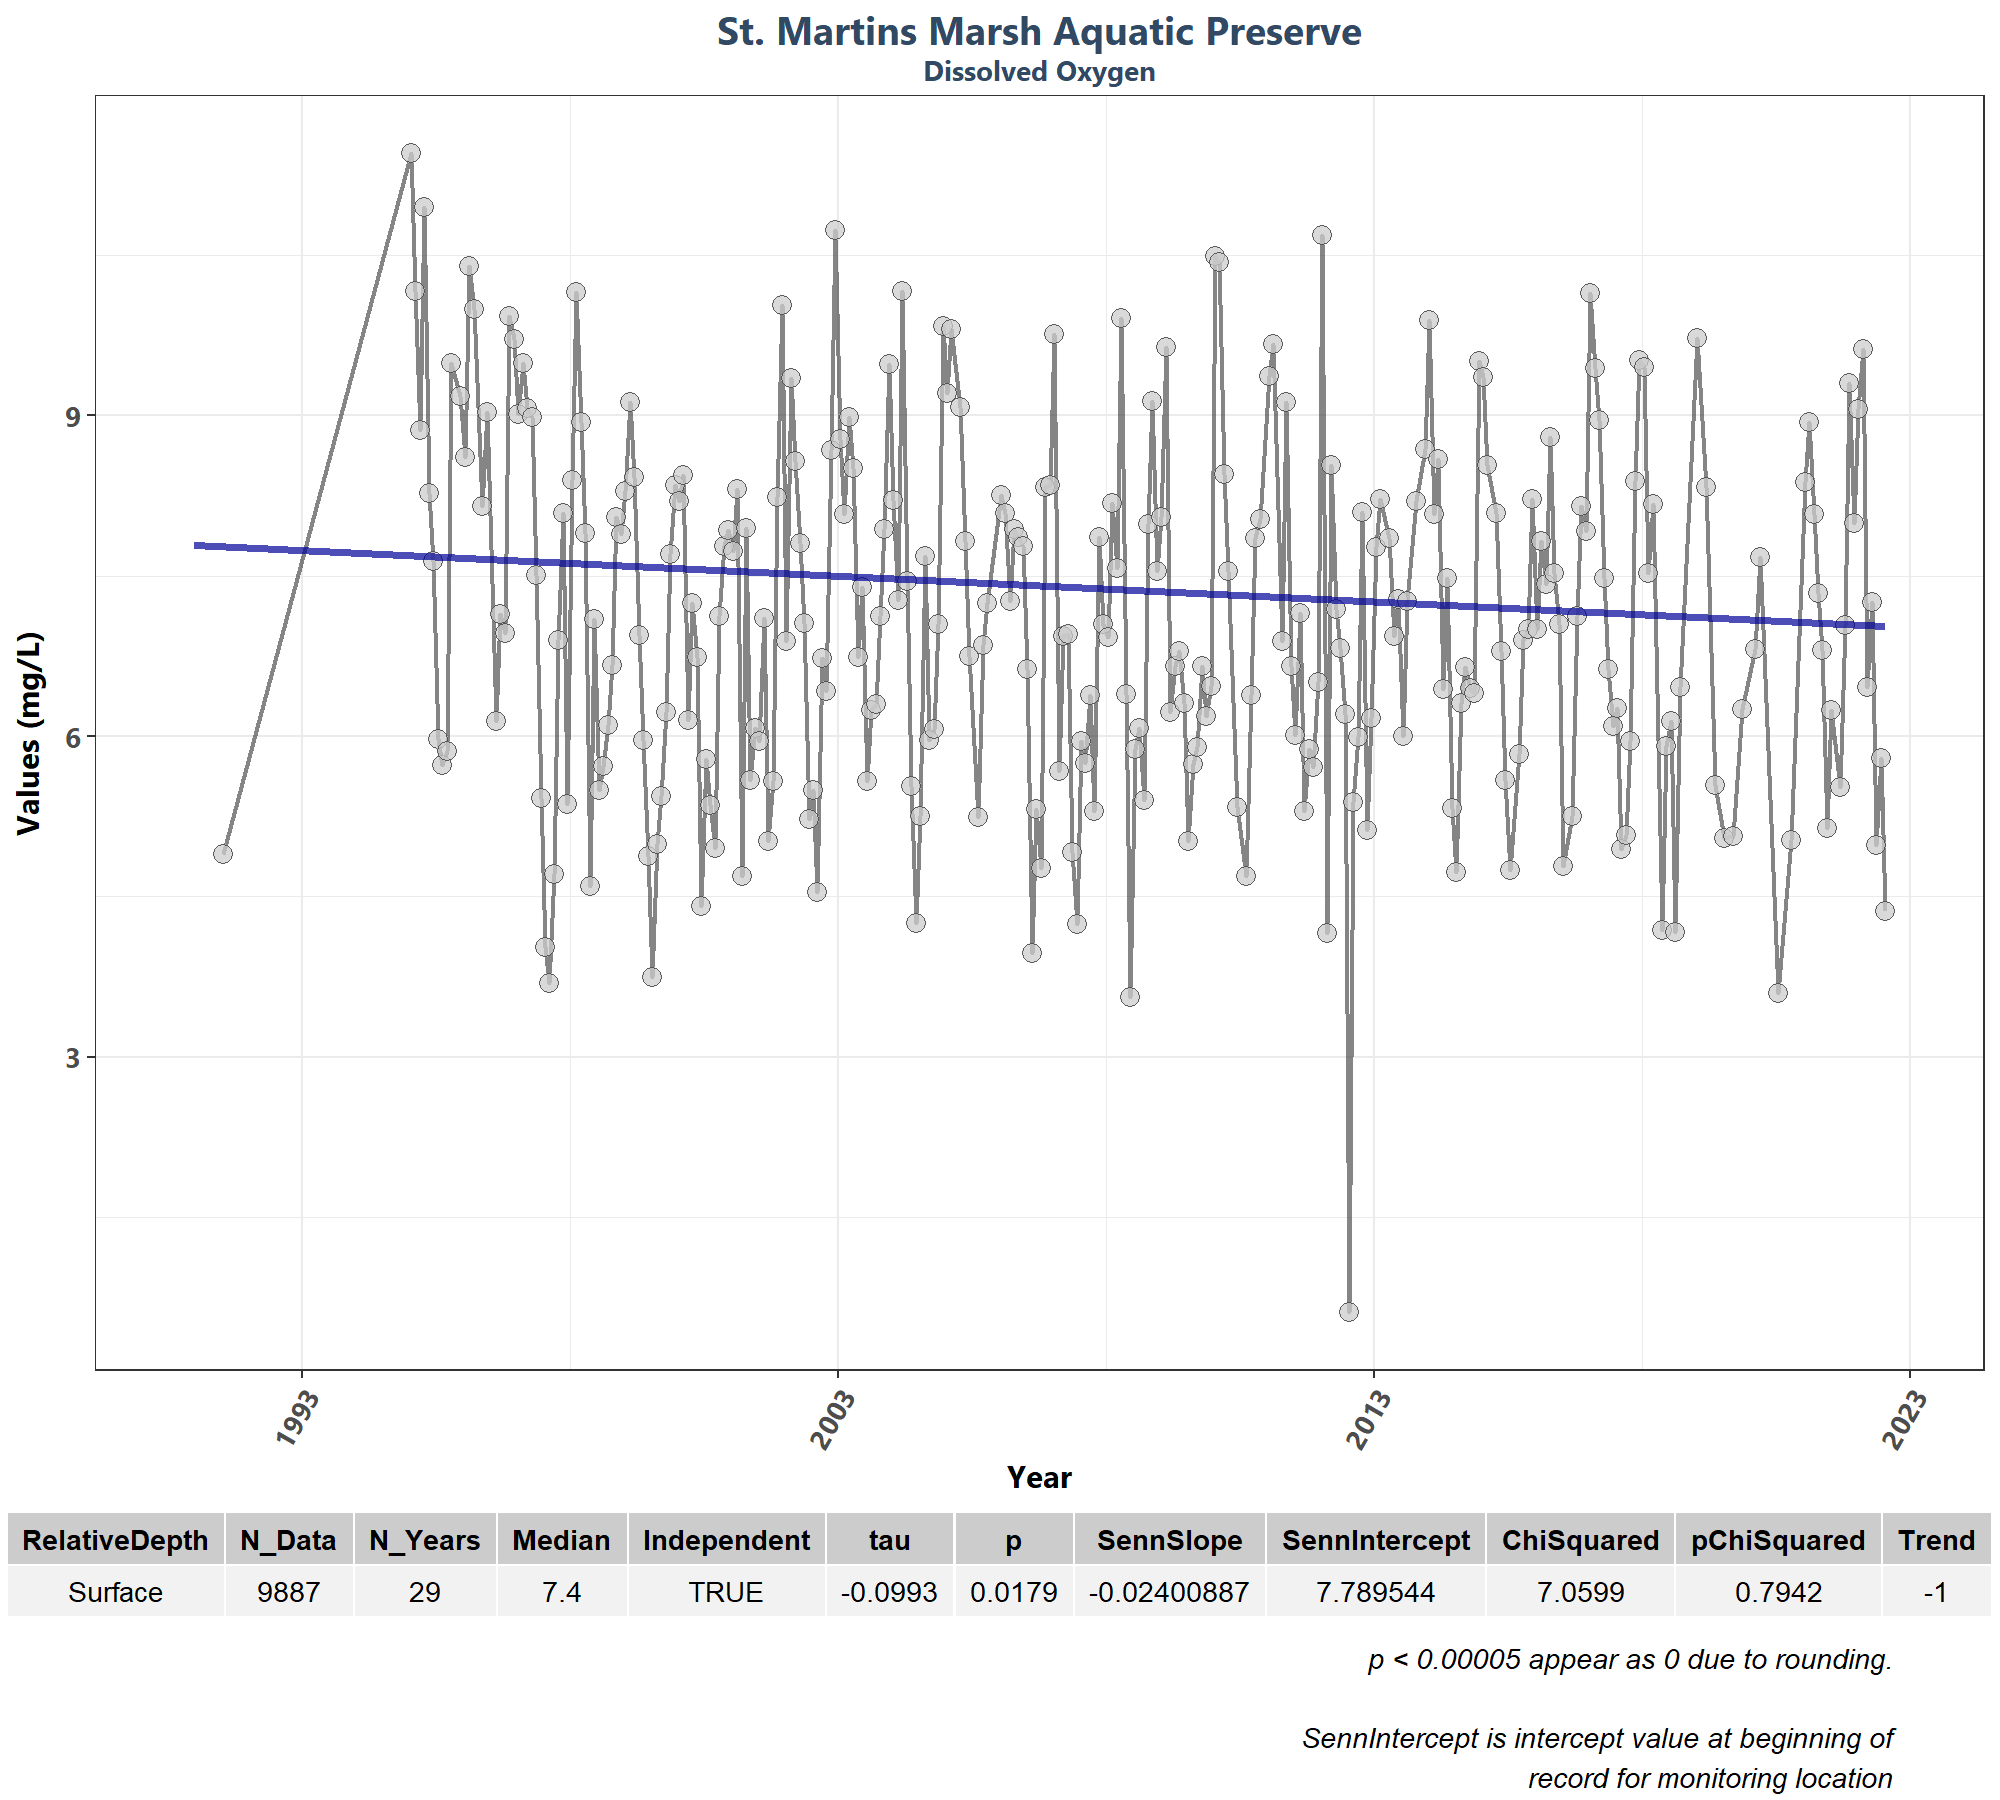 St. Martins Marsh Aquatic Preserve
Dissolved Oxygen
Values (mg/L)
9
6
3
1993
2003
2013
2023
Year
RelativeDepth N_Data N_Years Median Independent tau p SennSlope SennIntercept ChiSquared pChiSquared Trend
Surface 9887 29 7.4 TRUE -0.0993 0.0179 -0.02400887 7.789544 7.0599 0.7942 -1
p < 0.00005 appear as 0 due to rounding.
SennIntercept is intercept value at beginning of
record for monitoring location